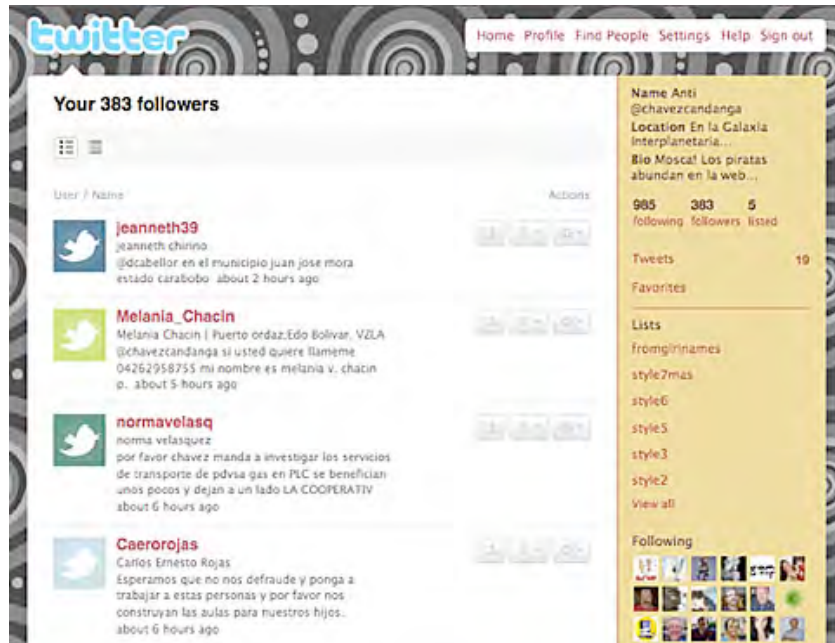 twitter
Home Profile Find People Settings Help Sign out
Your 383 followers
User / Name
Actions
jeanneth39
jeanneth chirino
@dcabellor en el municipio juan jose mora
estado carabobo about 2 hours ago
Melania_Chacin
Melania Chacin | Puerto ordaz,Edo Bolivar, VZLA
@chavezcandanga si usted quiere llameme
04262958755 mi nombre es melania v. chacin
p. about 5 hours ago
normavelasq
norma velasquez
por favor chavez manda a investigar los servicios
de transporte de pdvsa gas en PLC se benefician
unos pocos y dejan a un lado LA COOPERATIV
about 6 hours ago
Caerorojas
Carlos Ernesto Rojas
Esperamos que no nos defraude y ponga a
trabajar a estas personas y por favor nos
construyan las aulas para nuestros hijos..
about 6 hours ago
Name Anti
@chavezcandanga
Location En la Galaxia
Interplanetaria...
Bio Mosca! Los piratas
abundan en la web...
985 383 5
following followers listed
Tweets 19
Favorites
Lists
fromgirlnames
style7mas
style6
style5
style3
style2
View all
Following